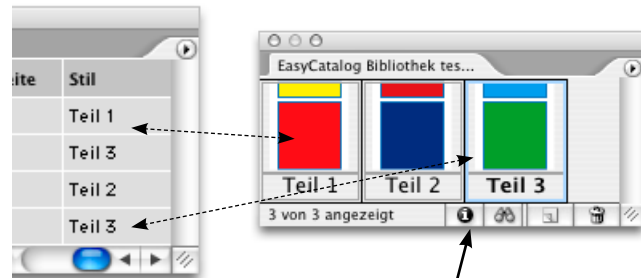 eite Stil
Teil 1
Teil 3
Teil 2
Teil 3
EasyCatalog Bibliothek tes...
Teil 1 Teil 2 Teil 3
3 von 3 angezeigt